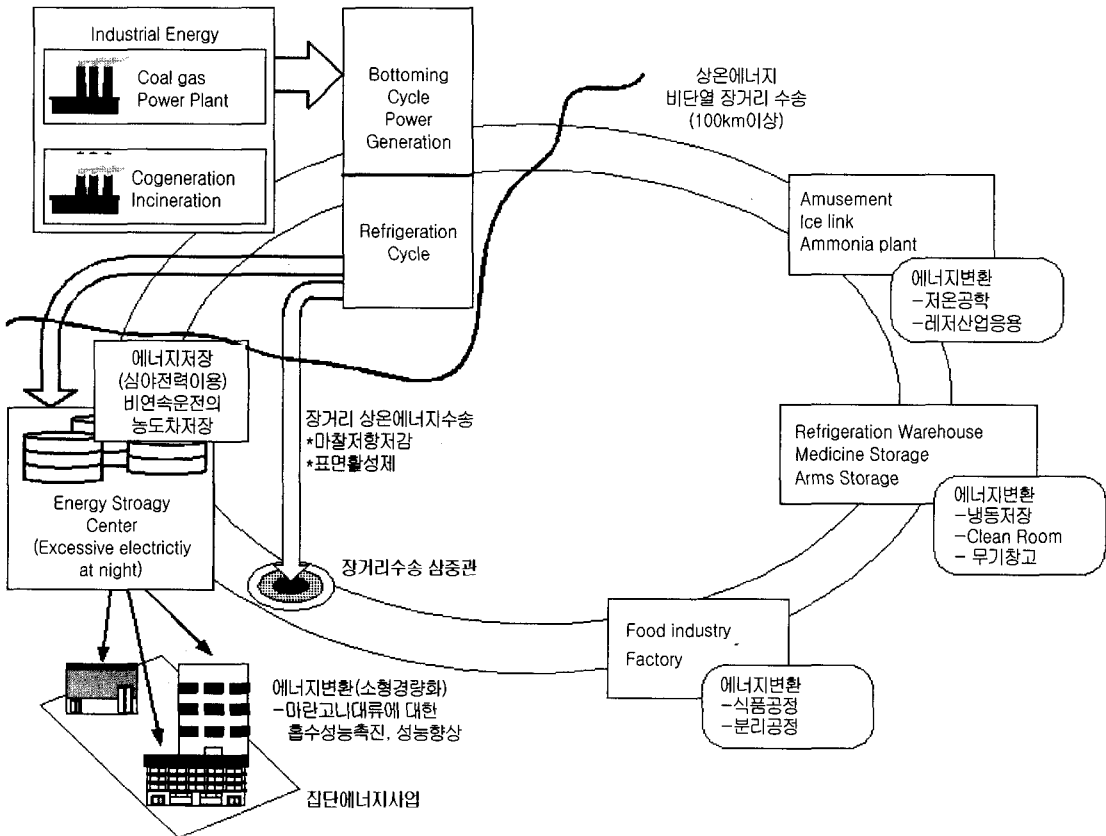 Industrial Energy
Coal gas
Power Plant
Cogeneration
Incineration
Bottoming
Cycle
Power
Generation
Refrigeration
Cycle
상온에너지
비단열 장거리 수송
(100km이상)
Amusement
Ice link
Ammonia plant
에너지변환
-저온공학
-레저산업응용
에너지저장
(심야전력이용)
비연속운전의
농도차저장
장거리 상온에너지수송
*마찰저항저감
*표면활성제
Refrigeration Warehouse
Medicine Storage
Arms Storage
에너지변환
-냉동저장
-Clean Room
- 무기창고
Energy Stroagy
Center
(Excessive electrictiy
at night)
장거리수송 삼중관
Food industry
Factory
에너지변환
-식품공정
-분리공정
에너지변환(소형경량화)
-마란고니대류에 대한
흡수성능촉진, 성능향상
집단에너지사업